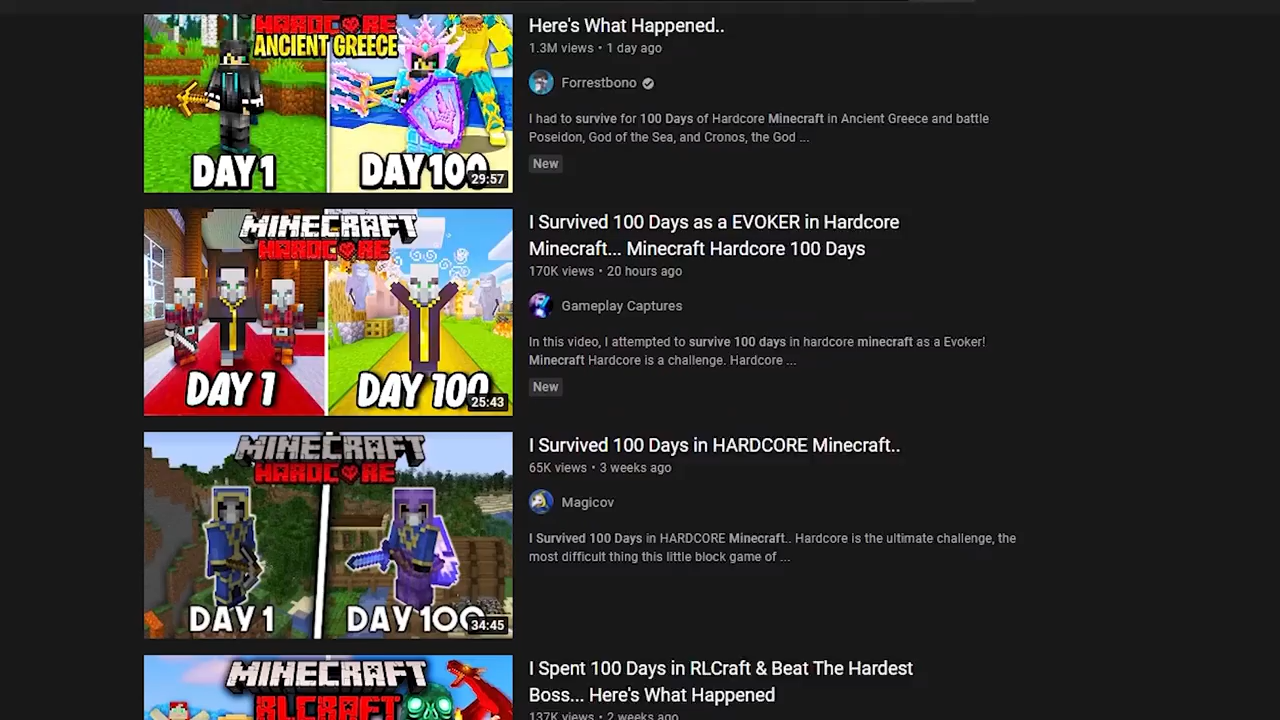 HARDCORE
ANCIENT GREECE
DAY 1
DAY 100
29:57
Here's What Happened..
1.3M views • 1 day ago
Forrestbono
I had to survive for 100 Days of Hardcore Minecraft in Ancient Greece and battle
Poseidon, God of the Sea, and Cronos, the God ...
New
MINECRAFT
HARDCORE
DAY 1
DAY 100
25:43
I Survived 100 Days as a EVOKER in Hardcore
Minecraft... Minecraft Hardcore 100 Days
170K views • 20 hours ago
Gameplay Captures
In this video, I attempted to survive 100 days in hardcore minecraft as a Evoker!
Minecraft Hardcore is a challenge. Hardcore ...
New
MINECRAFT
HARDCORE
DAY 1
DAY 100
34:45
I Survived 100 Days in HARDCORE Minecraft..
65K views • 3 weeks ago
Magicov
I Survived 100 Days in HARDCORE Minecraft.. Hardcore is the ultimate challenge, the
most difficult thing this little block game of ...
MINECRAFT
RLCRAFT
I Spent 100 Days in RLCraft & Beat The Hardest
Boss... Here's What Happened
137K views • 2 weeks ago